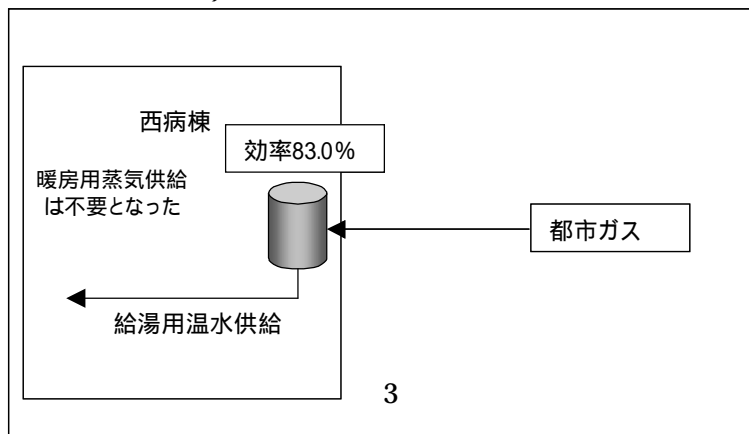 西病棟
効率83.0%
暖房用蒸気供給
は不要となった
都市ガス
給湯用温水供給
3